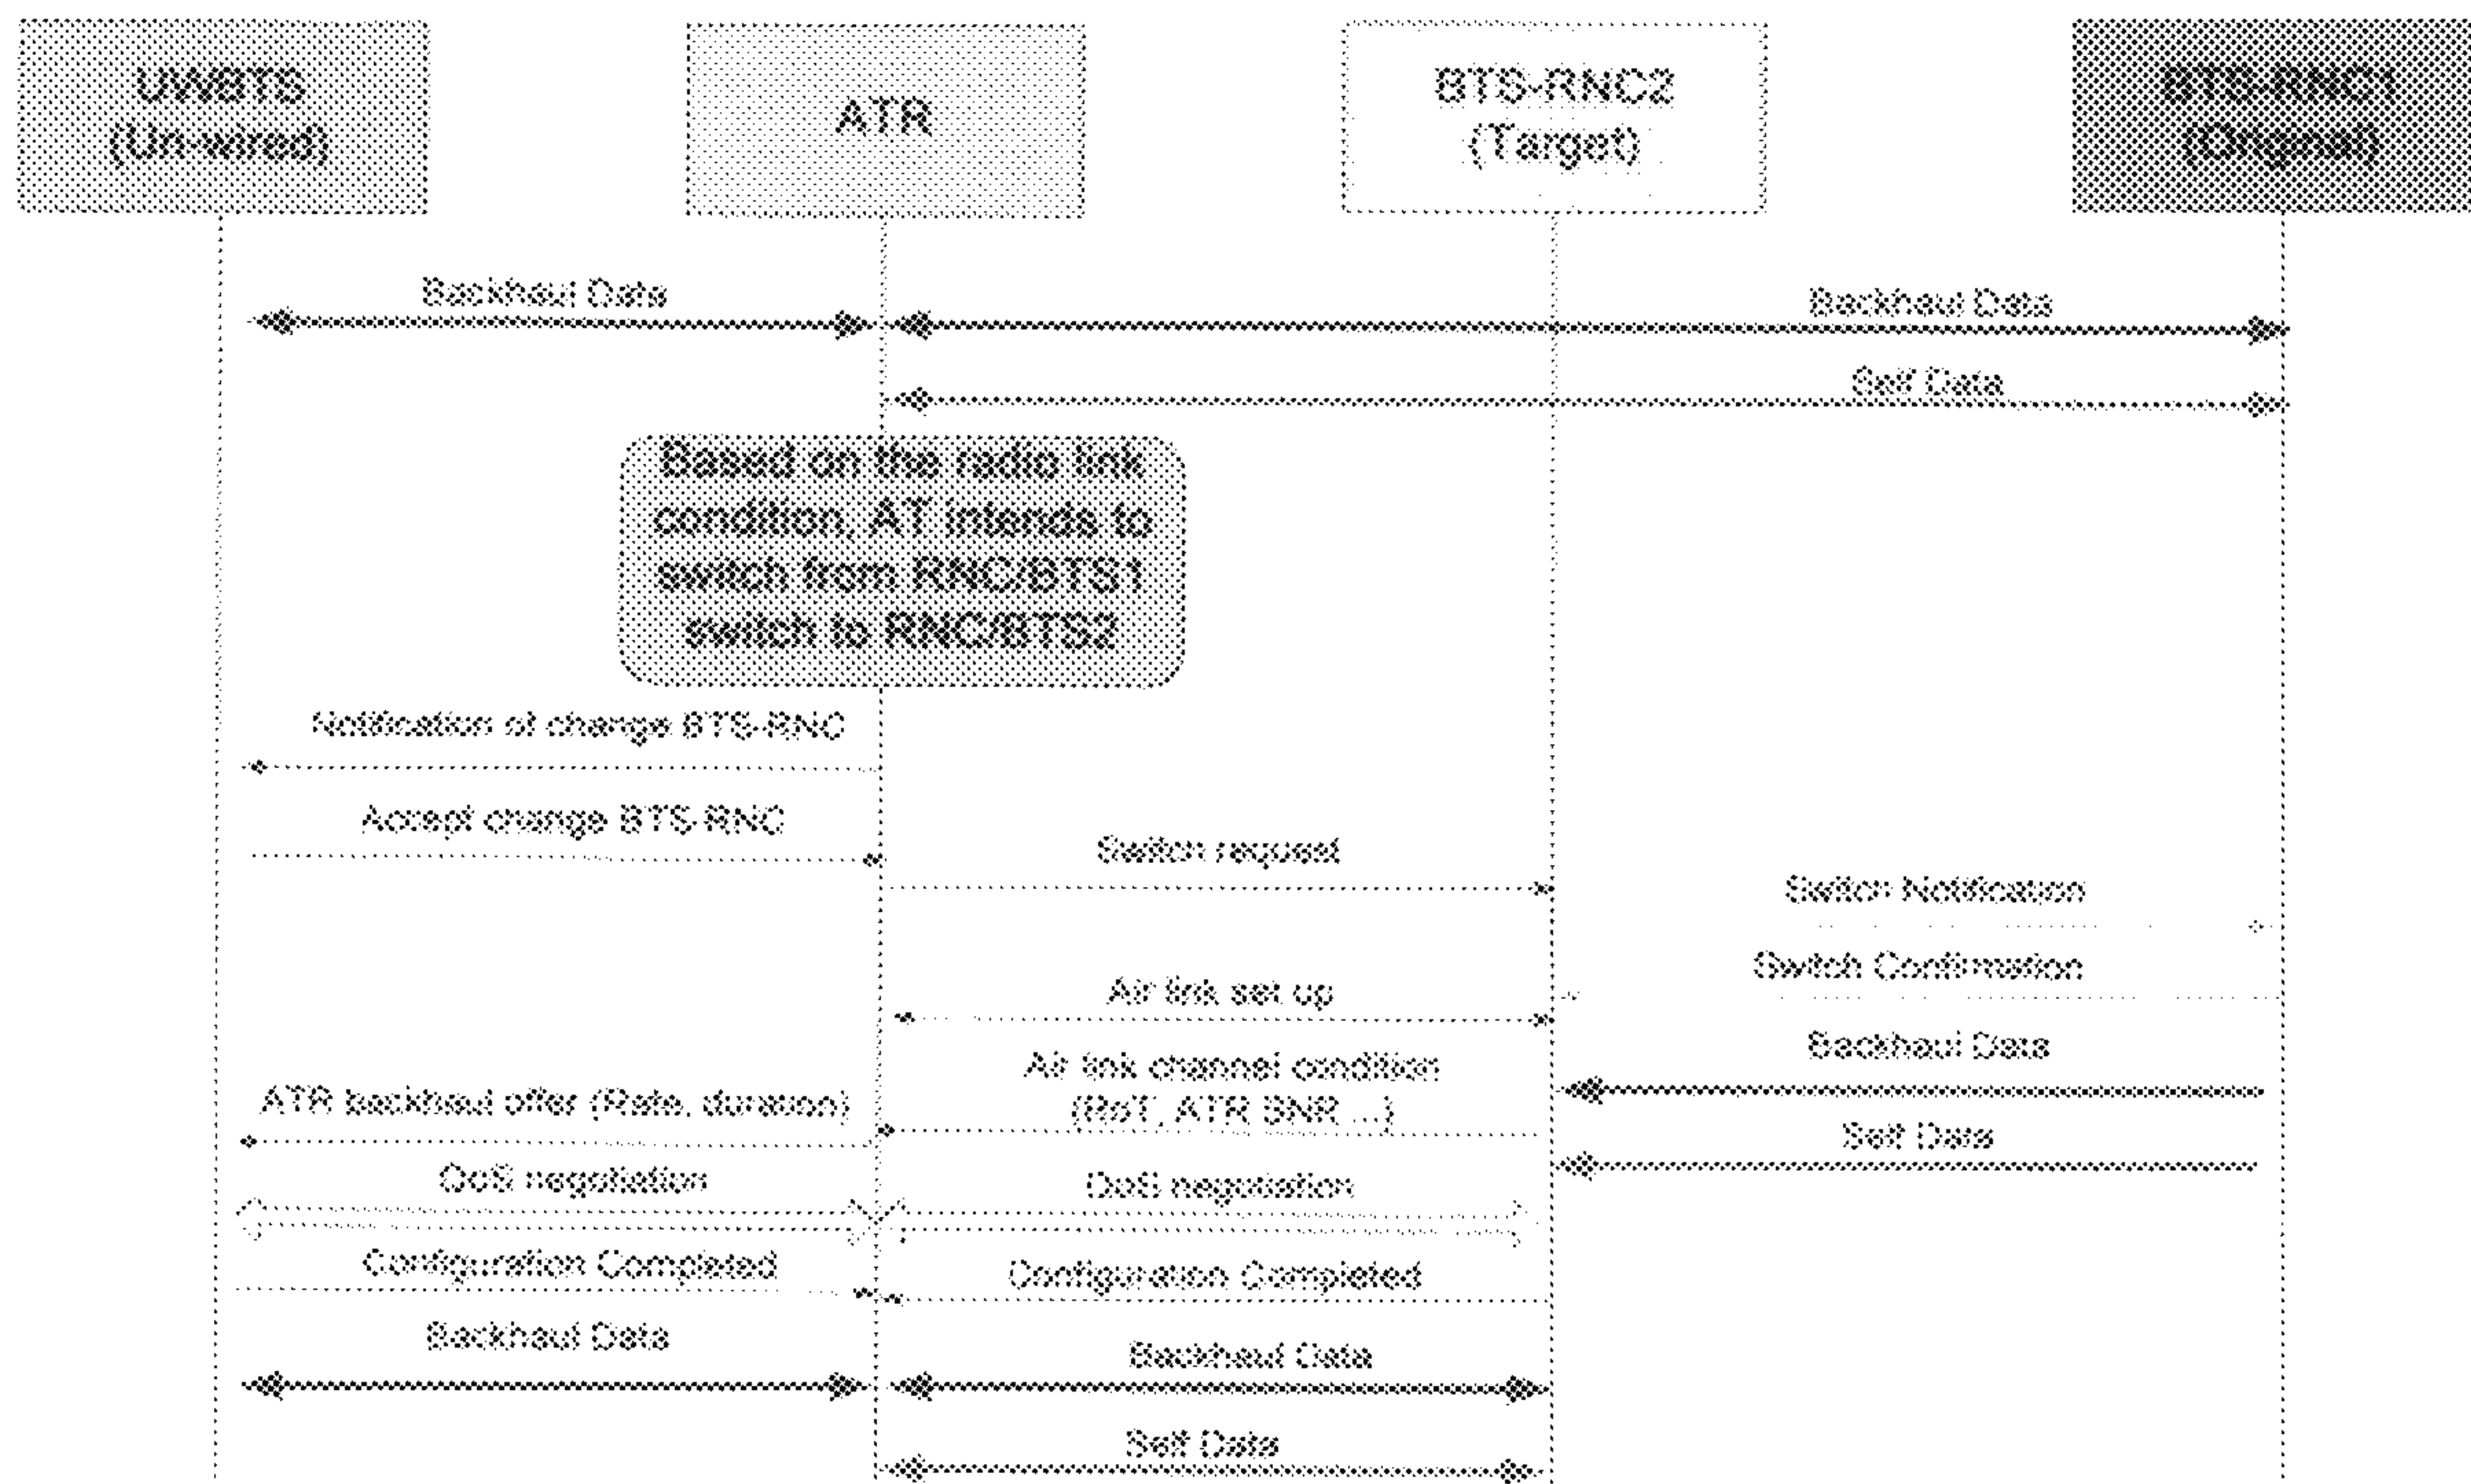 UWBTS
(Un-wired)
ATR
BTS-RNC2
(Target)
BTS-RNC1
(Original)
Backhaul Data
Backhaul Data
Self Data
Based on the radio link
condition, AT intends to
switch from RNC/BTS1
switch to RNC/BTS2
Notification of change BTS-RNC
Accept change BTS-RNC
Switch request
Switch Notification
Switch Confirmation
Air link set up
Backhaul Data
Air link channel condition
(RoT, ATR SNR ...)
ATR backhaul offer (Rate, duration)
Self Data
QoS negotiation
QoS negotiation
Configuration Completed
Configuration Completed
Backhaul Data
Backhaul Data
Self Data